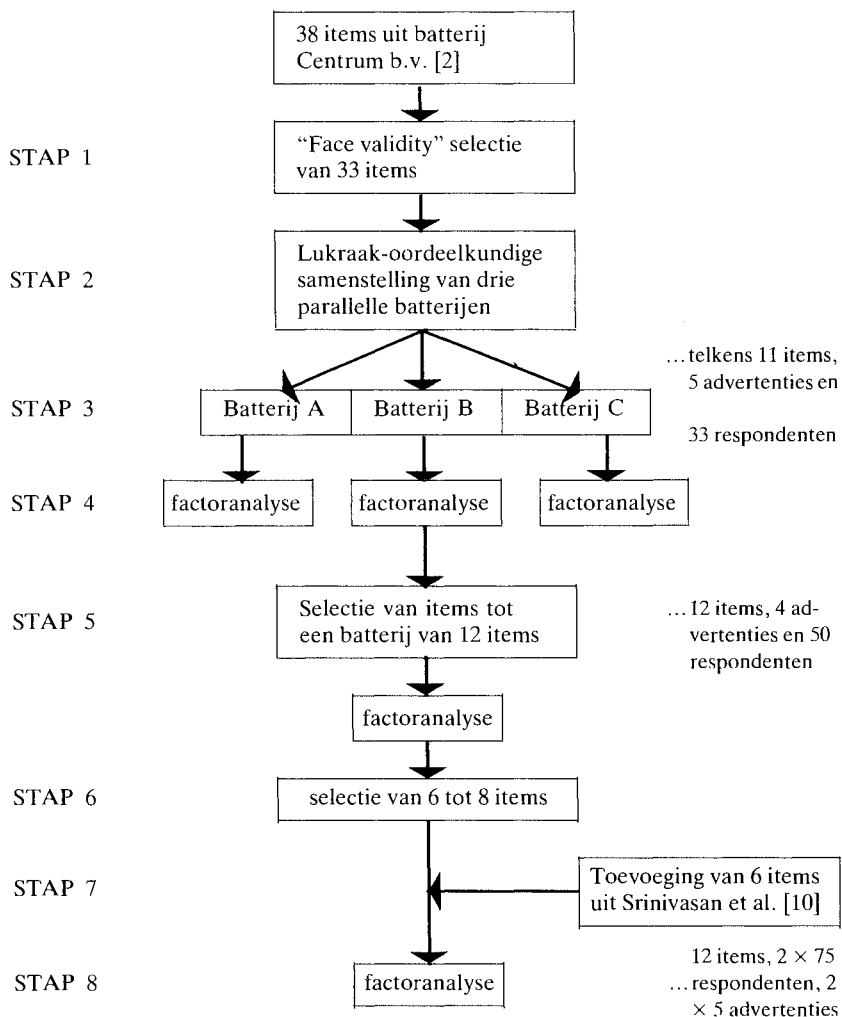 38 items uit batterij
Centrum b.v. [2]
STAP 1
“Face validity” selectie
van 33 items
STAP 2
Lukraak-oordeelkundige
samenstelling van drie
parallelle batterijen
...telkens 11 items,
5 advertenties en
33 respondenten
STAP 3
Batterij A
Batterij B
Batterij C
STAP 4
factoranalyse
factoranalyse
factoranalyse
STAP 5
Selectie van items tot
een batterij van 12 items
...12 items, 4 ad-
vertenties en 50
respondenten
factoranalyse
STAP 6
selectie van 6 tot 8 items
STAP 7
Toevoeging van 6 items
uit Srinivasan et al. [10]
STAP 8
factoranalyse
12 items, 2 × 75
...respondenten, 2
× 5 advertenties